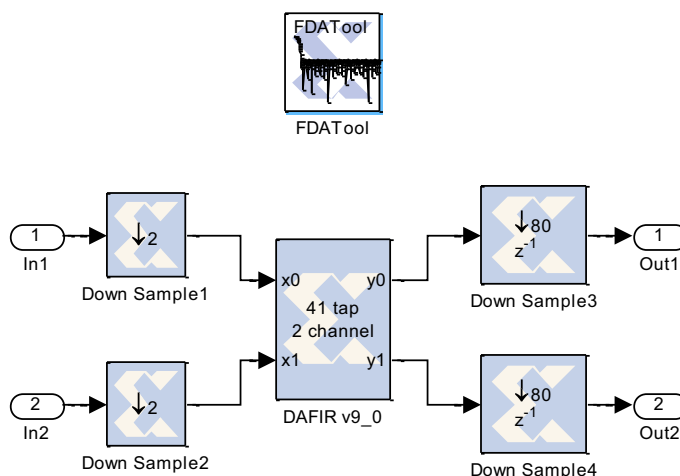 FDATool
FDATool
1
In1
↓2
Down Sample1
x0
y0
41 tap
2 channel
x1
y1
DAFIR v9_0
↓80
z⁻¹
Down Sample3
1
Out1
2
In2
↓2
Down Sample2
↓80
z⁻¹
Down Sample4
2
Out2